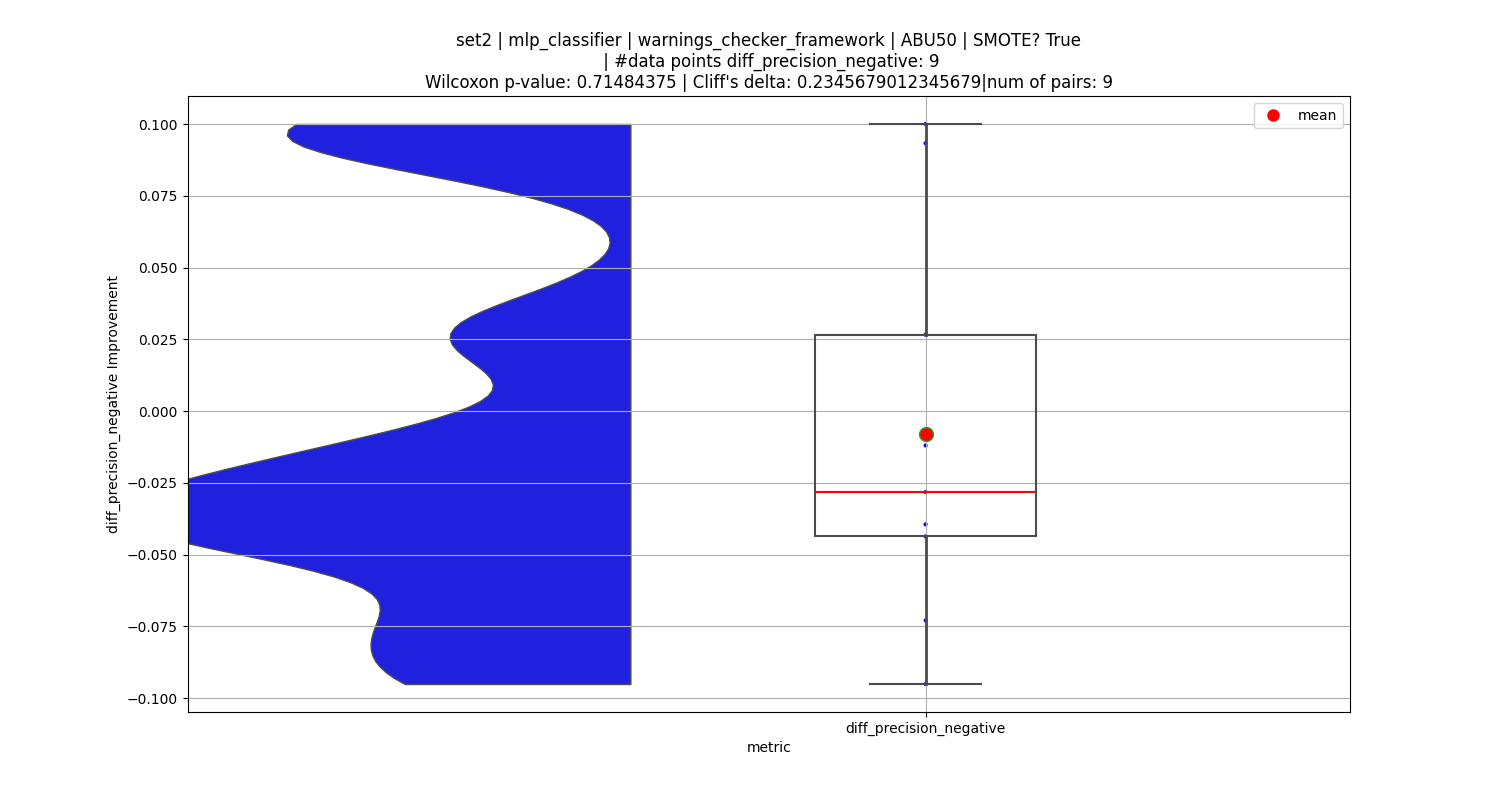 set2 | mlp_classifier | warnings_checker_framework | ABU50 | SMOTE? True
| #data points diff_precision_negative: 9
Wilcoxon p-value: 0.71484375 | Cliff's delta: 0.2345679012345679|num of pairs: 9
mean
0.100
0.075
0.050
0.025
0.000
−0.025
−0.050
−0.075
−0.100
diff_precision_negative Improvement
diff_precision_negative
metric